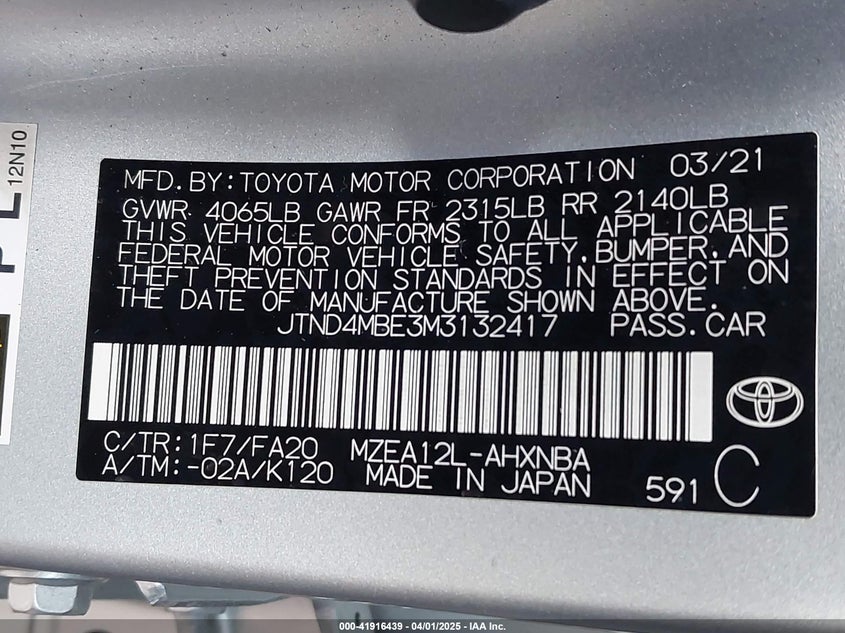 PL
12N10
MFD.BY:TOYOTA MOTOR CORPORATION 03/21
GVWR 4065LB GAWR FR 2315LB RR 2140LB
THIS VEHICLE CONFORMS TO ALL APPLICABLE
FEDERAL MOTOR VEHICLE SAFETY,BUMPER,AND
THEFT PREVENTION STANDARDS IN EFFECT ON
THE DATE OF MANUFACTURE SHOWN ABOVE.
JTND4MBE3M3132417 PASS.CAR
C/TR:1F7/FA20 MZEA12L-AHXNBA
A/TM:-02A/K120 MADE IN JAPAN 591 C
000-41916439 - 04/01/2025 - IAA Inc.